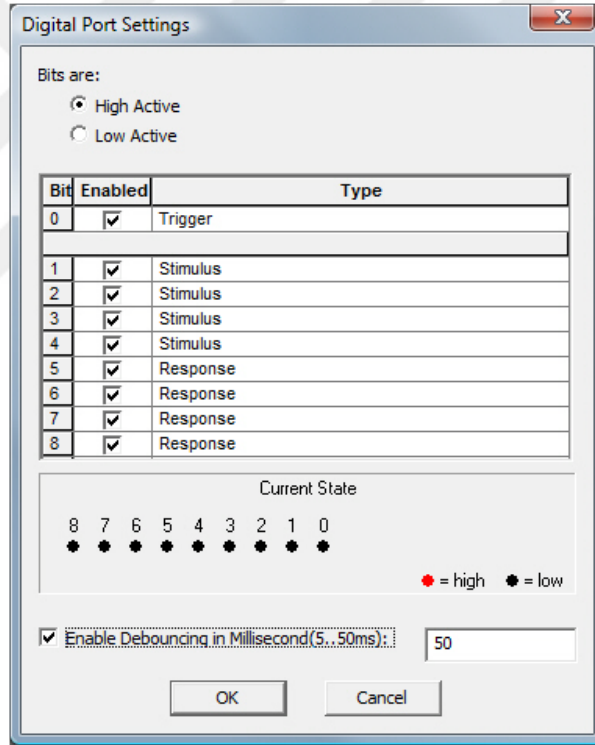 Digital Port Settings
Bits are:
High Active
Low Active
Bit Enabled Type
0 Trigger
1 Stimulus
2 Stimulus
3 Stimulus
4 Stimulus
5 Response
6 Response
7 Response
8 Response
Current State
8 7 6 5 4 3 2 1 0
= high = low
Enable Debouncing in Millisecond(5..50ms): 50
OK Cancel